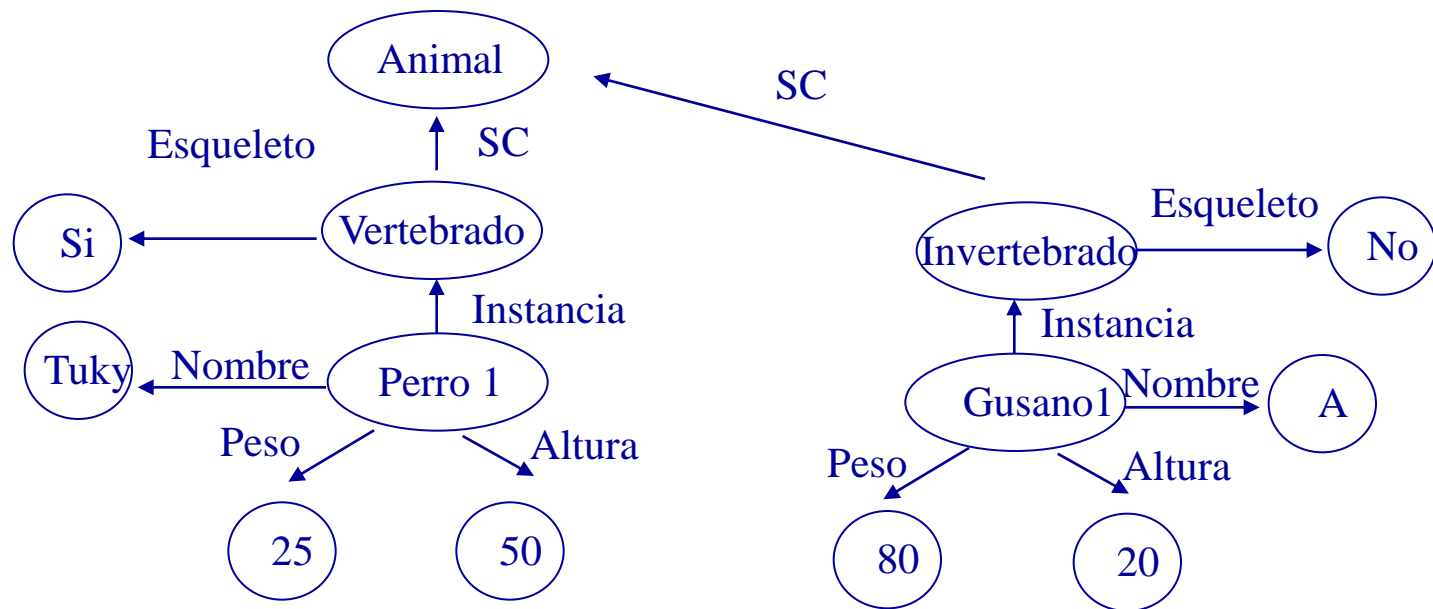 Animal
SC
Esqueleto
SC
Si
Vertebrado
Esqueleto
Invertebrado
No
Instancia
Instancia
Tuky
Nombre
Perro 1
Gusano1
Nombre
A
Peso
Altura
Peso
Altura
25
50
80
20